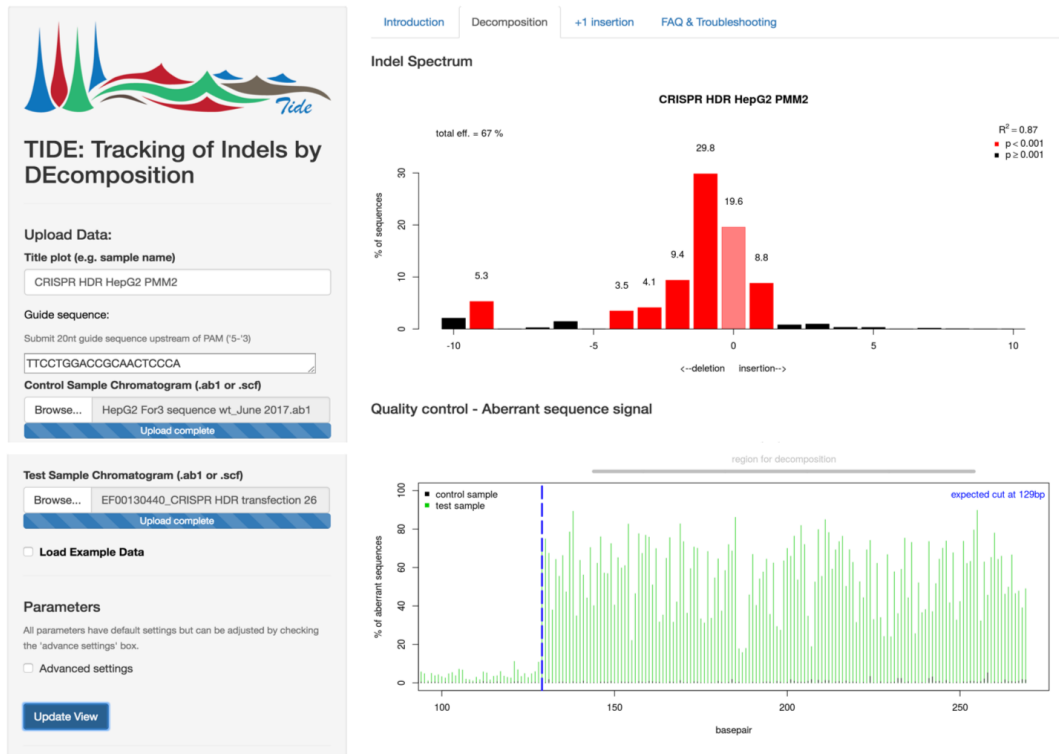 Tide
TIDE: Tracking of Indels by
DEcomposition
Upload Data:
Title plot (e.g. sample name)
CRISPR HDR HepG2 PMM2
Guide sequence:
Submit 20nt guide sequence upstream of PAM ('5-'3)
TTCCTGGACCGCAACTCCCA
Control Sample Chromatogram (.ab1 or .scf)
Browse... HepG2 For3 sequence wt_June 2017.ab1
Upload complete
Test Sample Chromatogram (.ab1 or .scf)
Browse... EF00130440_CRISPR HDR transfection 26
Upload complete
Load Example Data
Parameters
All parameters have default settings but can be adjusted by checking
the 'advance settings' box.
Advanced settings
Update View
Introduction Decomposition +1 insertion FAQ & Troubleshooting
Indel Spectrum
CRISPR HDR HepG2 PMM2
total eff. = 67 %
R² = 0.87
p < 0.001
p ≥ 0.001
% of sequences
30
20
10
0
5.3 3.5 4.1 9.4 29.8 19.6 8.8
-10 -5 0 5 10
<--deletion insertion-->
Quality control - Aberrant sequence signal
region for decomposition
control sample
test sample
expected cut at 129bp
% of aberrant sequences
100
80
60
40
20
0
100 150 200 250
basepair